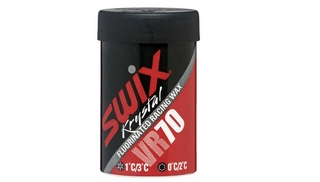 SWIX
Krystal
FLUORINATED RACING WAX
VR70
1°C/3°C 0°C/2°C